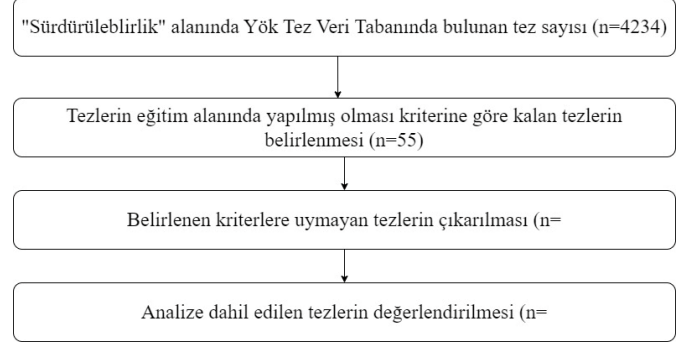 "Sürdürüleblirlik" alanında Yök Tez Veri Tabanında bulunan tez sayısı (n=4234)
Tezlerin eğitim alanında yapılmış olması kriterine göre kalan tezlerin
belirlenmesi (n=55)
Belirlenen kriterlere uymayan tezlerin çıkarılması (n=
Analize dahil edilen tezlerin değerlendirilmesi (n=